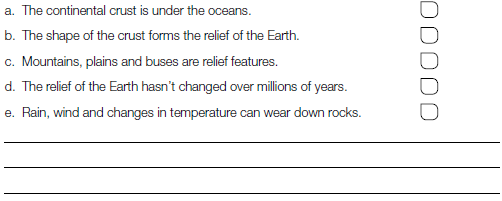 a. The continental crust is under the oceans.
b. The shape of the crust forms the relief of the Earth.
c. Mountains, plains and buses are relief features.
d. The relief of the Earth hasn't changed over millions of years.
e. Rain, wind and changes in temperature can wear down rocks.